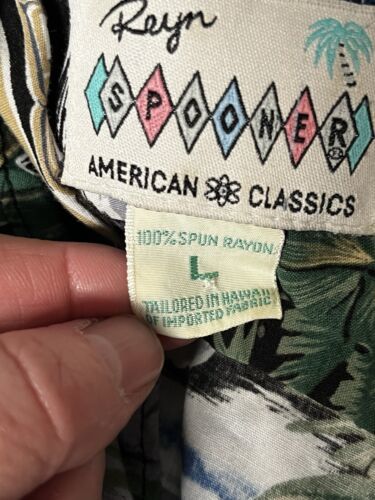 Reyn
SPOONER
AMERICAN CLASSICS
100% SPUN RAYON
L
TAILORED IN HAWAII
OF IMPORTED FABRIC